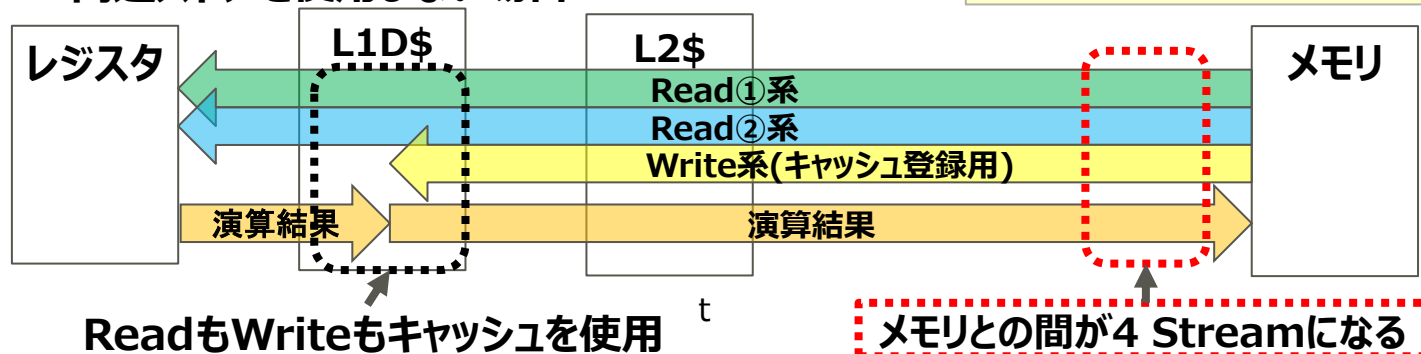 レジスタ
L1D$
L2$
メモリ
Read①系
Read②系
Write系(キャッシュ登録用)
演算結果
演算結果
t
ReadもWriteもキャッシュを使用
メモリとの間が4 Streamになる